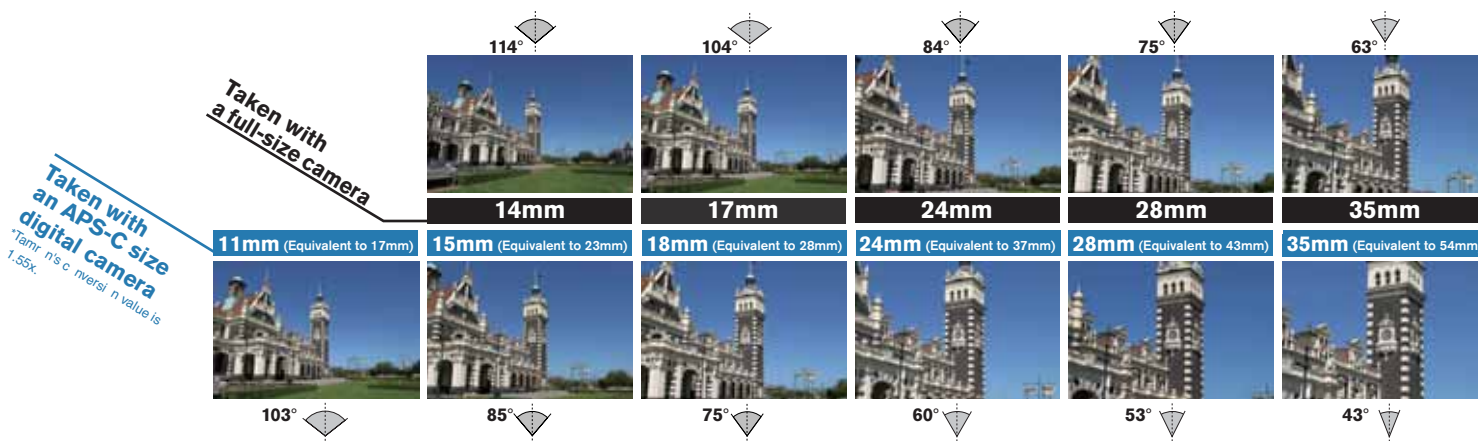 114°
104°
84°
75°
63°
Taken with
a full-size camera
14mm
17mm
24mm
28mm
35mm
Taken with
an APS-C size
digital camera
*Tamr n's c nversi n value is
1.55x.
11mm (Equivalent to 17mm)
15mm (Equivalent to 23mm)
18mm (Equivalent to 28mm)
24mm (Equivalent to 37mm)
28mm (Equivalent to 43mm)
35mm (Equivalent to 54mm
103°
85°
75°
60°
53°
43°